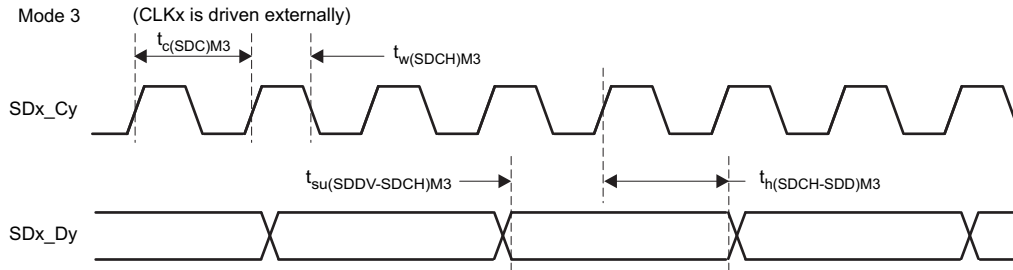 Mode 3 (CLKx is driven externally)
tc(SDC)M3
tw(SDCH)M3
SDx_Cy
tsu(SDDV-SDCH)M3
th(SDCH-SDD)M3
SDx_Dy